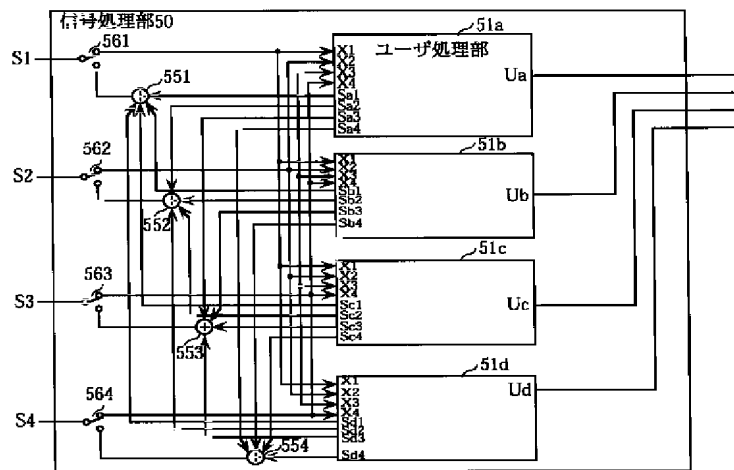 信号処理部50
561
S1
551
51a
ユーザ処理部
X1
X2
X3
X4
Sa1
Sa2
Sa3
Sa4
Ua
562
S2
552
51b
X1
X2
X3
X4
Sb1
Sb2
Sb3
Sb4
Ub
563
S3
553
51c
X1
X2
X3
X4
Sc1
Sc2
Sc3
Sc4
Uc
564
S4
554
51d
X1
X2
X3
X4
Sd1
Sd2
Sd3
Sd4
Ud